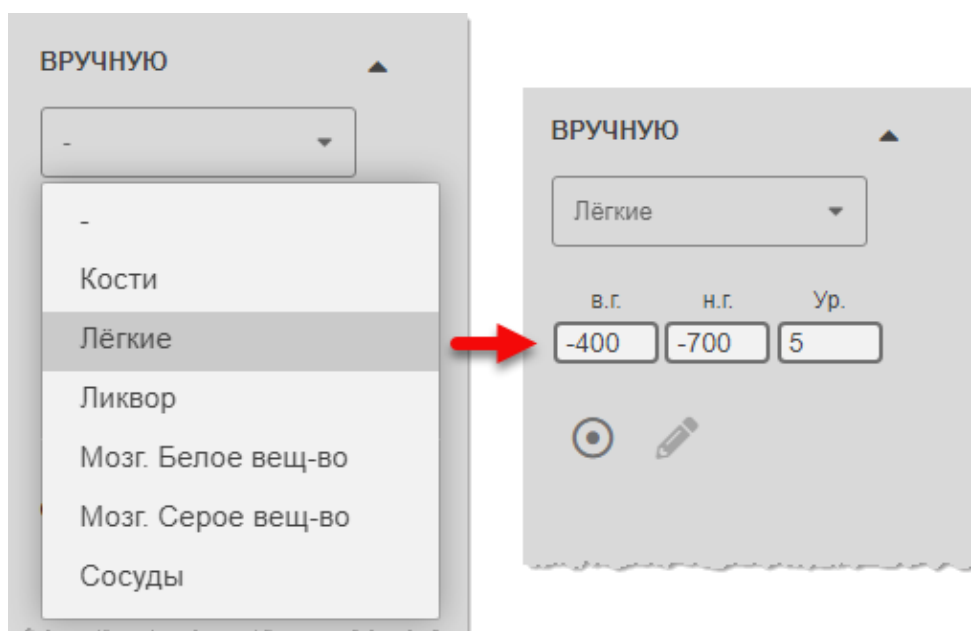 ВРУЧНУЮ
-
-
Кости
Лёгкие
Ликвор
Мозг. Белое вещ-во
Мозг. Серое вещ-во
Сосуды
ВРУЧНУЮ
Лёгкие
в.г. н.г. Ур.
-400 -700 5